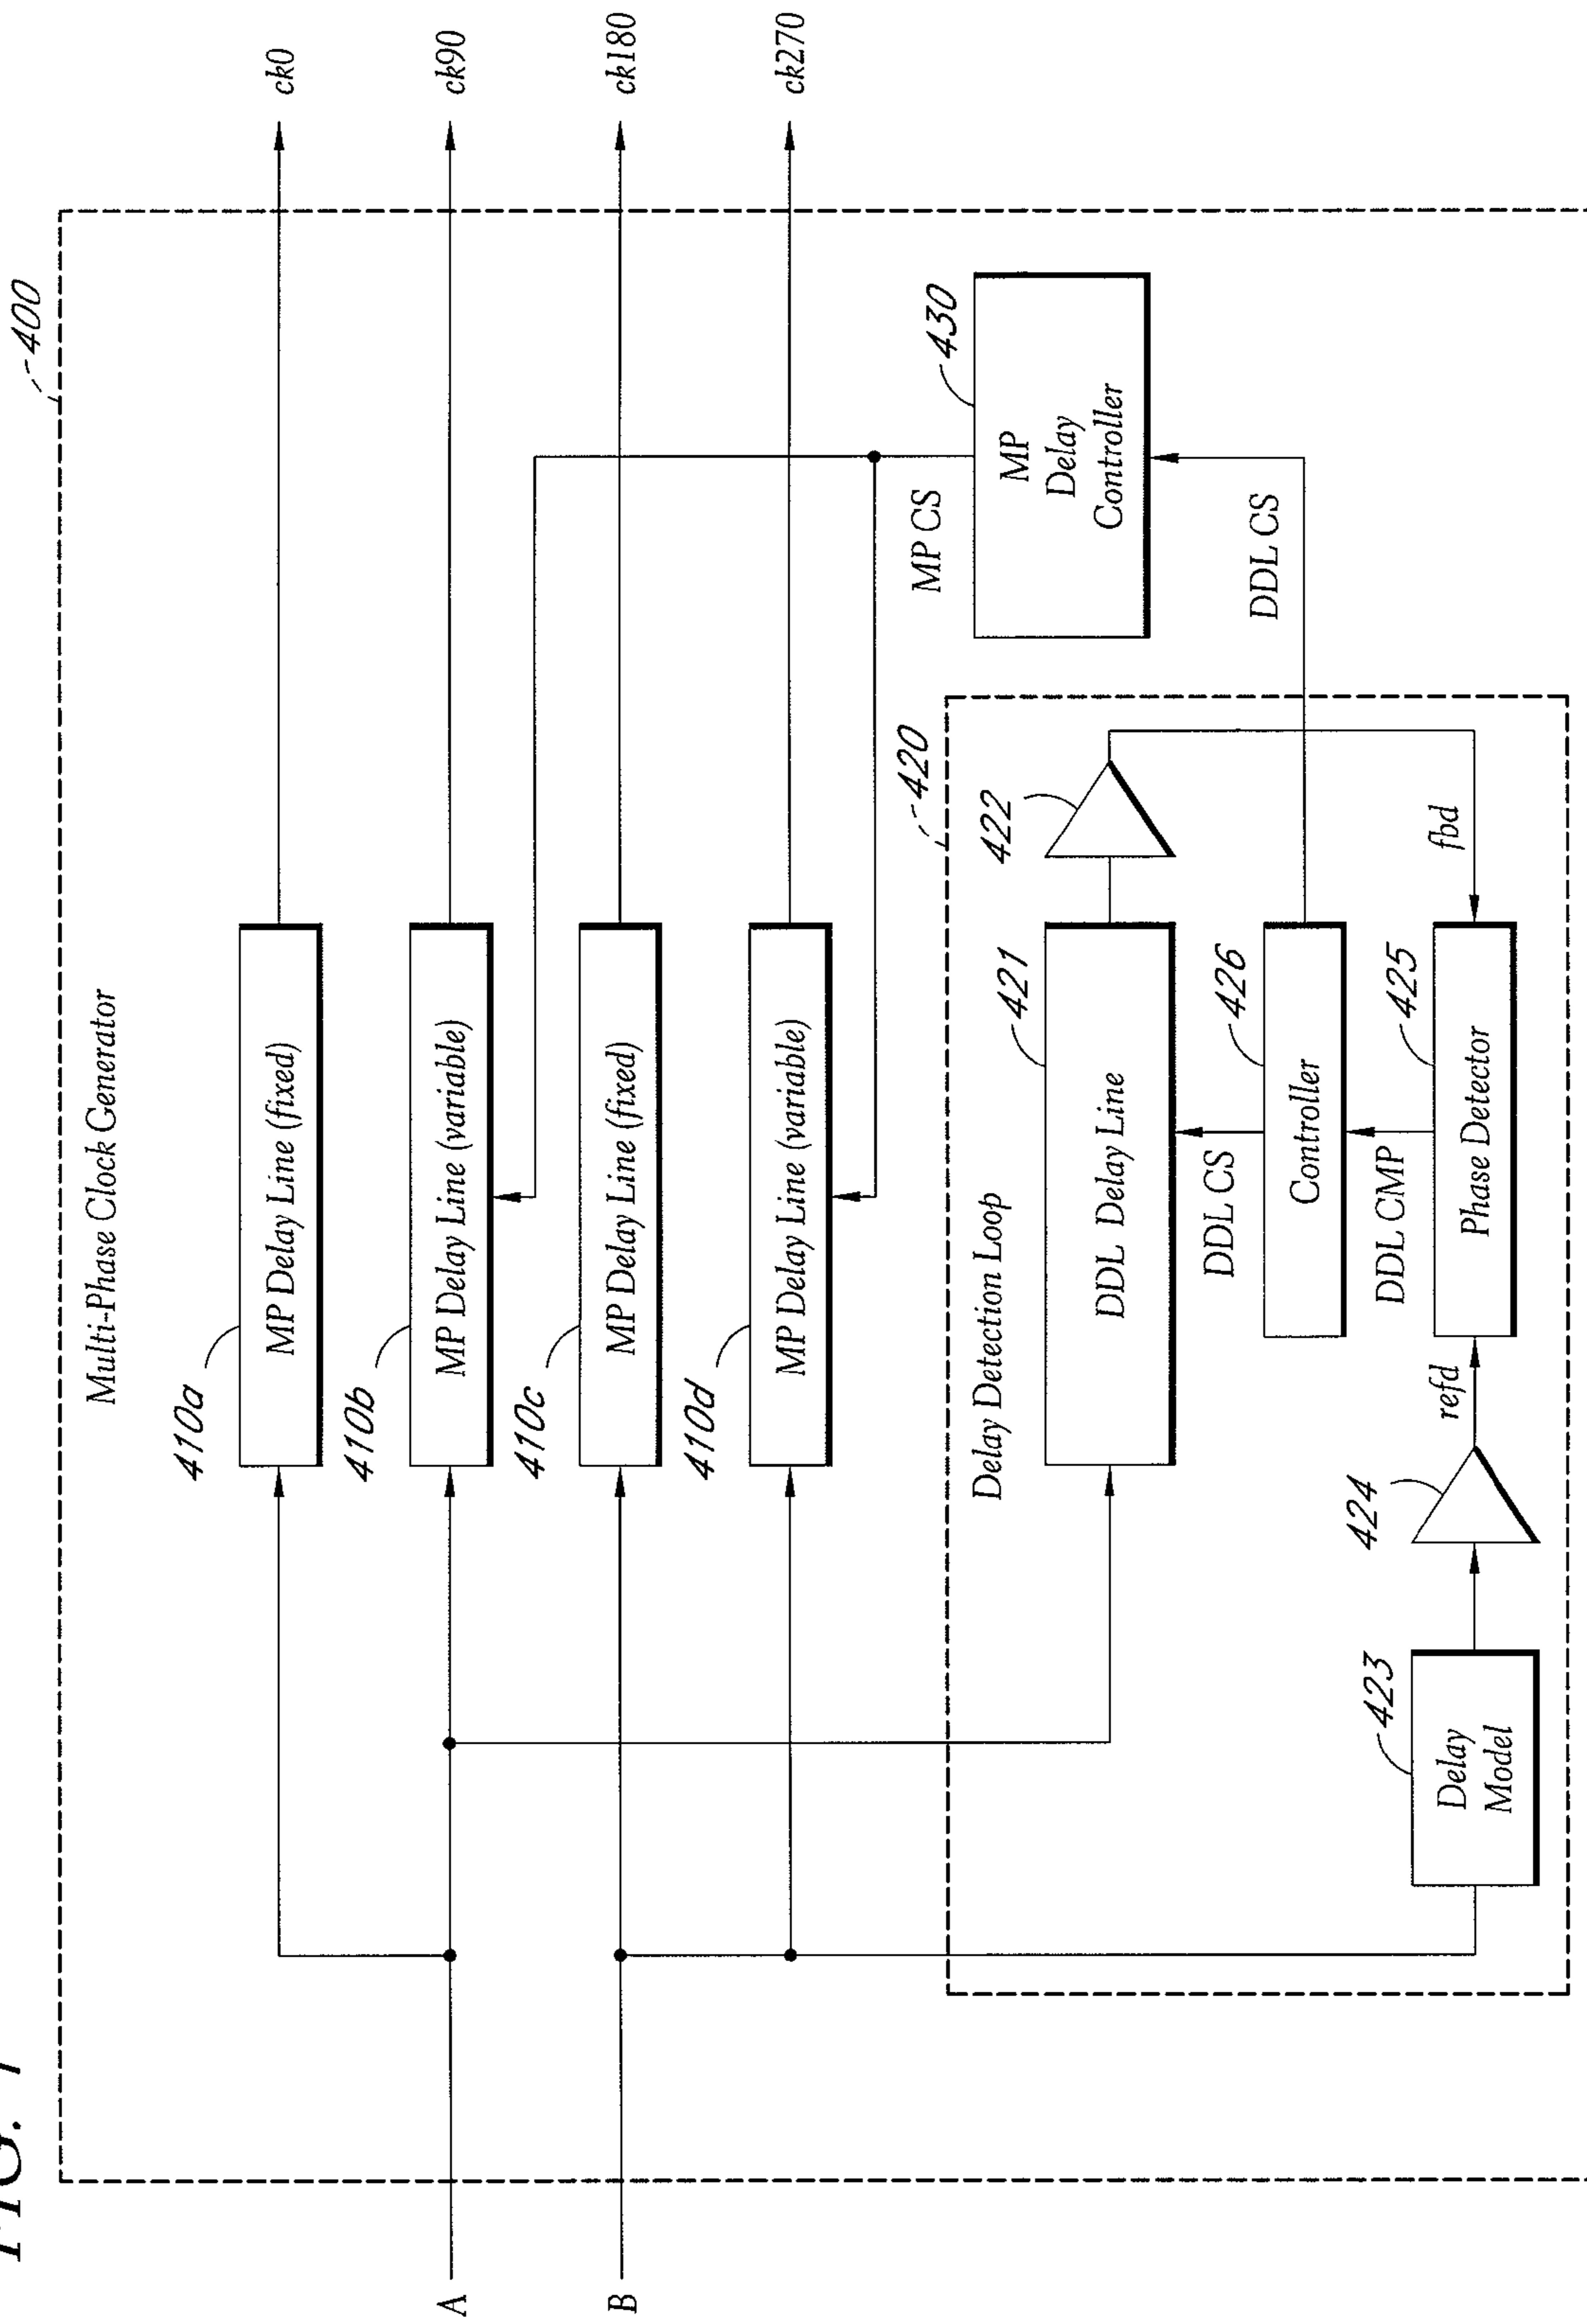 FIG.
400
Multi-Phase Clock Generator
410a
MP Delay Line (fixed)
ck0
410b
MP Delay Line (variable)
ck90
410c
MP Delay Line (fixed)
ck180
410d
MP Delay Line (variable)
ck270
A
B
MP CS
430
MP
Delay
Controller
DDL CS
420
Delay Detection Loop
421
DDL Delay Line
422
DDL CS
426
Controller
DDL CMP
425
Phase Detector
fbd
refd
424
423
Delay
Model